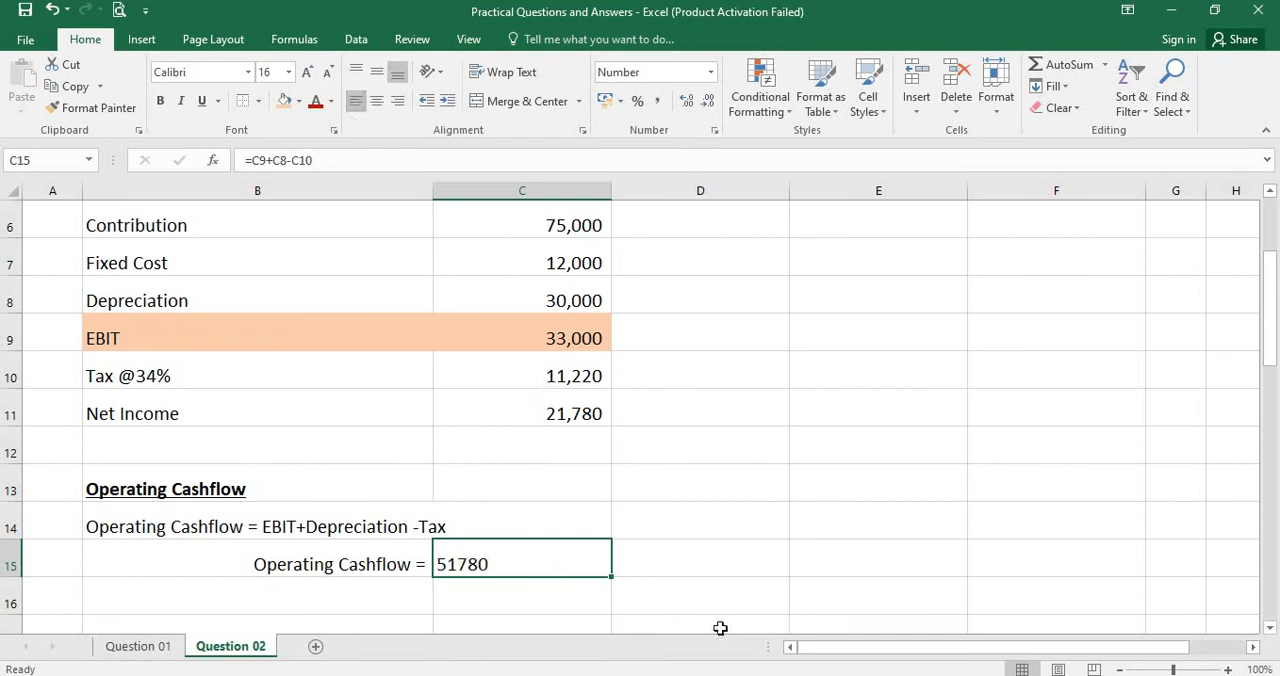 Practical Questions and Answers - Excel (Product Activation Failed)
File Home Insert Page Layout Formulas Data Review View Tell me what you want to do... Sign in Share
Paste Cut Copy Format Painter
Calibri 16 A A B I U A
Wrap Text Merge & Center
Number % ,
Conditional Formatting Format as Table Cell Styles
Insert Delete Format
AutoSum Fill Clear Sort & Filter Find & Select
Clipboard Font Alignment Number Styles Cells Editing
C15 fx =C9+C8-C10
A B C D E F G H
6 Contribution 75,000
7 Fixed Cost 12,000
8 Depreciation 30,000
9 EBIT 33,000
10 Tax @34% 11,220
11 Net Income 21,780
12
13 Operating Cashflow
14 Operating Cashflow = EBIT+Depreciation -Tax
15 Operating Cashflow = 51780
16
Question 01 Question 02
Ready 100%